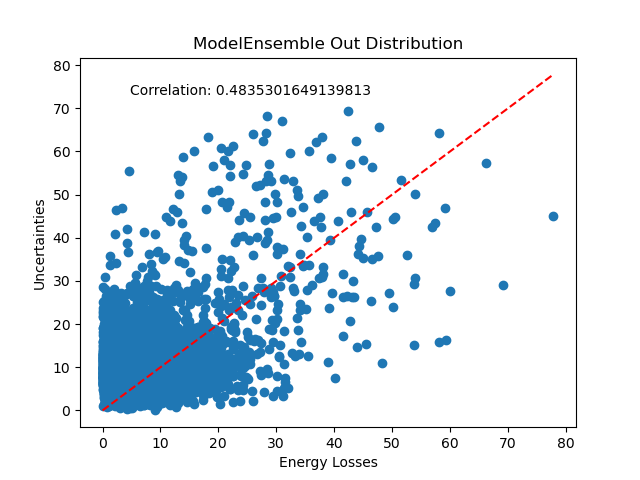 ModelEnsemble Out Distribution
Correlation: 0.4835301649139813
80
70
60
50
40
30
20
10
0
Uncertainties
0 10 20 30 40 50 60 70 80
Energy Losses